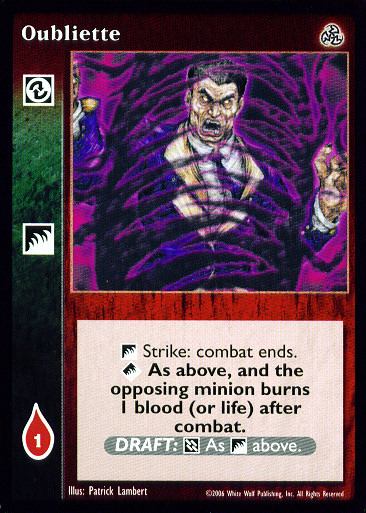 Oubliette
Strike: combat ends.
As above, and the
opposing minion burns
1 blood (or life) after
combat.
DRAFT: As above.
1
Illus: Patrick Lambert
©2006 White Wolf Publishing, Inc. All Rights Reserved